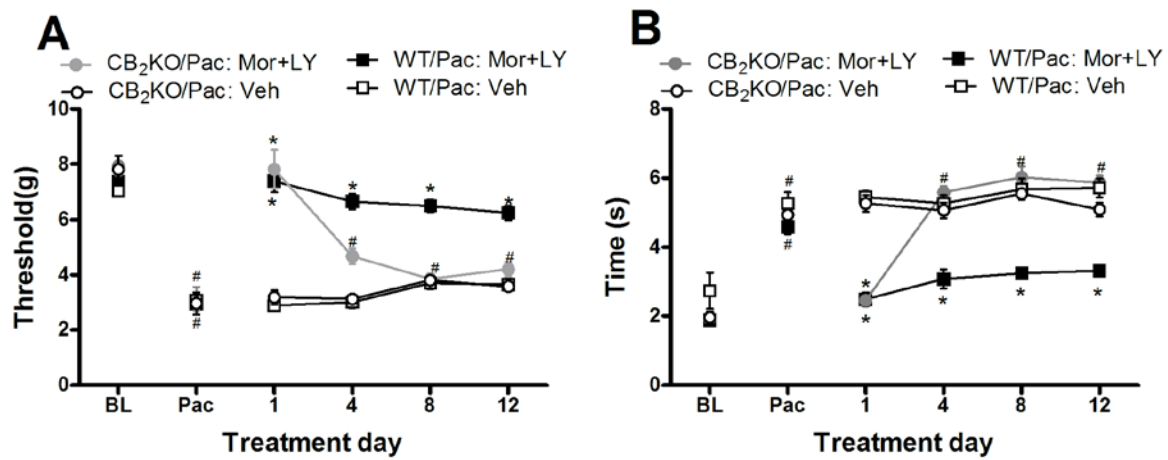 A
CB₂KO/Pac: Mor+LY
WT/Pac: Mor+LY
CB₂KO/Pac: Veh
WT/Pac: Veh
Threshold(g)
10
8
6
4
2
0
*
*
*
*
*
#
#
#
#
#
BL Pac 1 4 8 12
Treatment day
B
CB₂KO/Pac: Mor+LY
WT/Pac: Mor+LY
CB₂KO/Pac: Veh
WT/Pac: Veh
Time (s)
8
6
4
2
0
#
#
#
#
#
*
*
*
*
*
BL Pac 1 4 8 12
Treatment day